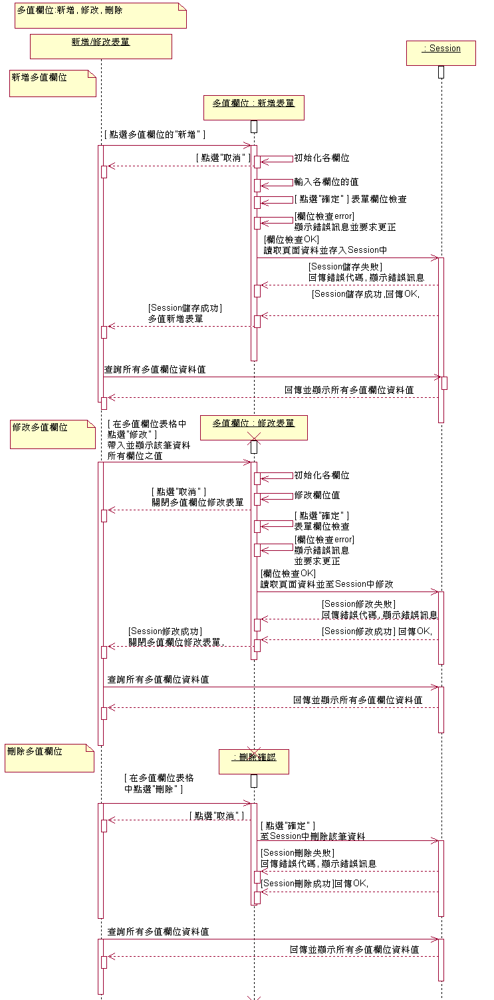 多值欄位:新增, 修改, 刪除
新增/修改表單
: Session
新增多值欄位
多值欄位 : 新增表單
[ 點選多值欄位的"新增" ]
[ 點選"取消" ]
初始化各欄位
輸入各欄位的值
[ 點選"確定" ] 表單欄位檢查
[欄位檢查error]
顯示錯誤訊息並要求更正
[欄位檢查OK]
讀取頁面資料並存入Session中
[Session儲存失敗]
回傳錯誤代碼, 顯示錯誤訊息
[Session儲存成功,回傳OK,
[Session儲存成功]
多值新增表單
查詢所有多值欄位資料值
回傳並顯示所有多值欄位資料值
修改多值欄位
多值欄位 : 修改表單
[ 在多值欄位表格中
點選"修改" ]
帶入並顯示該筆資料
所有欄位之值
初始化各欄位
[ 點選"取消" ]
關閉多值欄位修改表單
修改欄位值
[ 點選"確定" ]
表單欄位檢查
[欄位檢查error]
顯示錯誤訊息
並要求更正
[欄位檢查OK]
讀取頁面資料並至Session中修改
[Session修改失敗]
回傳錯誤代碼, 顯示錯誤訊息
[Session修改成功] 回傳OK,
[Session修改成功]
關閉多值欄位修改表單,
查詢所有多值欄位資料值
回傳並顯示所有多值欄位資料值
刪除多值欄位
: 刪除確認
[ 在多值欄位表格
中點選"刪除" ]
[ 點選"取消" ]
[ 點選"確定" ]
至Session中刪除該筆資料
[Session刪除失敗]
回傳錯誤代碼, 顯示錯誤訊息
[Session刪除成功]回傳OK,
查詢所有多值欄位資料值
回傳並顯示所有多值欄位資料值